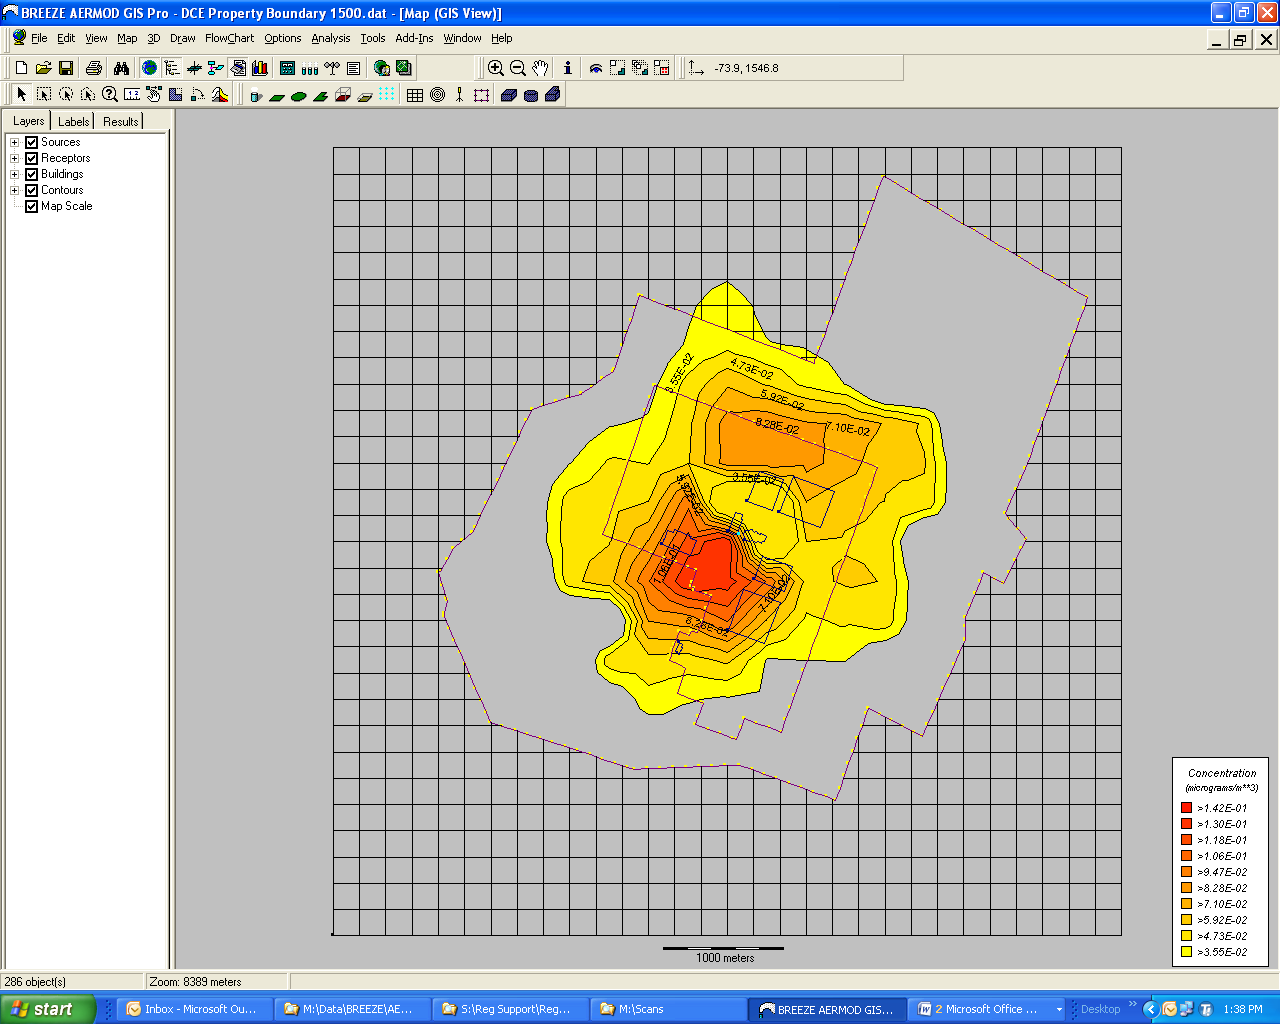 BREEZE AERMOD GIS Pro - DCE Property Boundary 1500.dat - [Map (GIS View)]
File Edit View Map 3D Draw FlowChart Options Analysis Tools Add-Ins Window Help
-73.9, 1546.8
Layers Labels Results
Sources
Receptors
Buildings
Contours
Map Scale
3.55E-02
4.73E-02
5.92E-02
8.28E-02
7.10E-02
3.55E-02
1.06E-01
7.10E-02
1000 meters
Concentration
(micrograms/m**3)
>1.42E-01
>1.30E-01
>1.18E-01
>1.06E-01
>9.47E-02
>8.28E-02
>7.10E-02
>5.92E-02
>4.73E-02
>3.55E-02
286 object(s) Zoom: 8389 meters
start Inbox - Microsoft Ou... M:\Data\BREEZE\AE... S:\Reg Support\Reg... M:\Scans BREEZE AERMOD GIS... 2 Microsoft Office ... Desktop » 1:38 PM